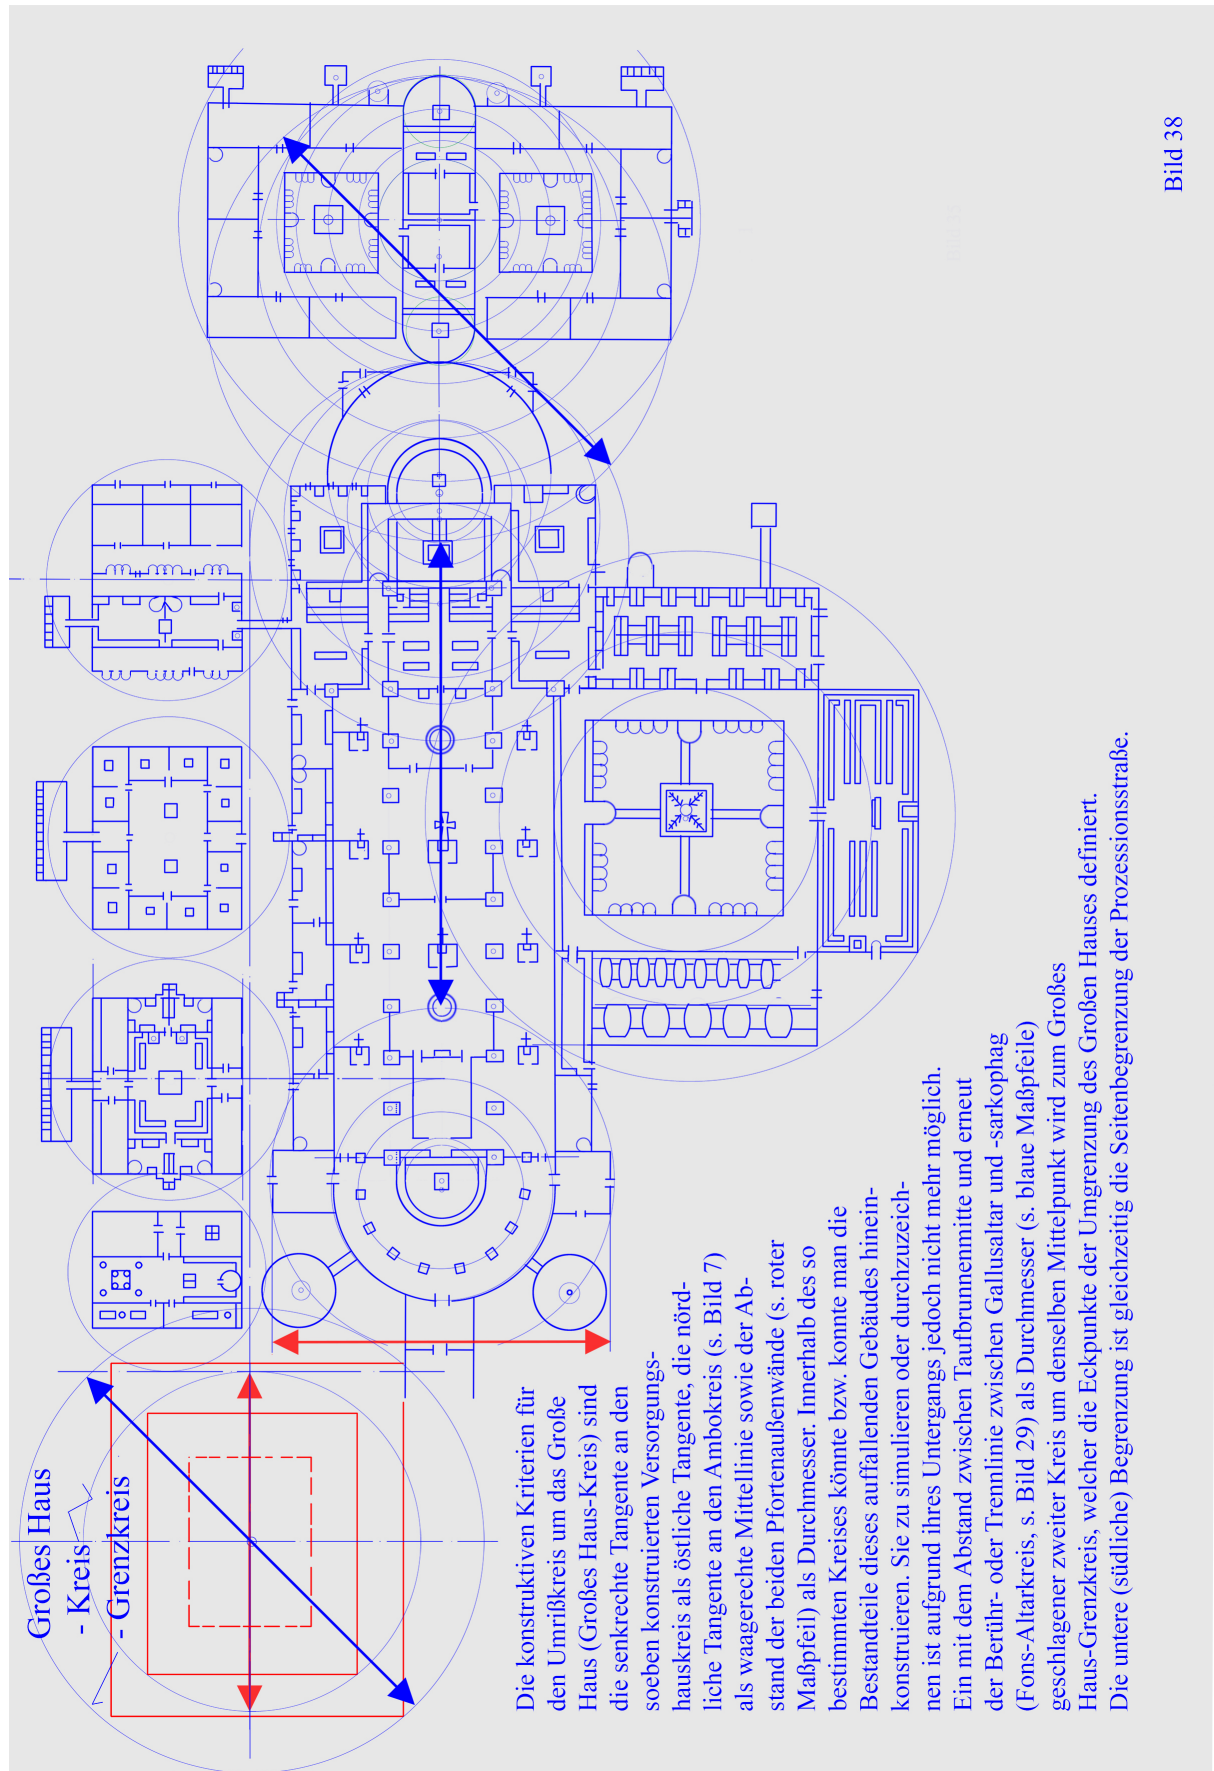 Großes Haus
- Kreis
- Grenzkreis
Die konstruktiven Kriterien für
den Umrißkreis um das Große
Haus (Großes Haus-Kreis) sind
die senkrechte Tangente an den
soeben konstruierten Versorgungs-
hauskreis als östliche Tangente, die nörd-
liche Tangente an den Ambokreis (s. Bild 7)
als waagerechte Mittellinie sowie der Ab-
stand der beiden Pfortenaußenwände (s. roter
Maßpfeil) als Durchmesser. Innerhalb des so
bestimmten Kreises könnte bzw. konnte man die
Bestandteile dieses auffallenden Gebäudes hinein-
konstruieren. Sie zu simulieren oder durchzuzeich-
nen ist aufgrund ihres Untergangs jedoch nicht mehr möglich.
Ein mit dem Abstand zwischen Taufbrunnenmitte und erneut
der Berühr- oder Trennlinie zwischen Gallusaltar und -sarkophag
(Fons-Altarkreis, s. Bild 29) als Durchmesser (s. blaue Maßpfeile)
geschlagener zweiter Kreis um denselben Mittelpunkt wird zum Großes
Haus-Grenzkreis, welcher die Eckpunkte der Umgrenzung des Großen Hauses definiert.
Die untere (südliche) Begrenzung ist gleichzeitig die Seitenbegrenzung der Prozessionsstraße.
Bild 38